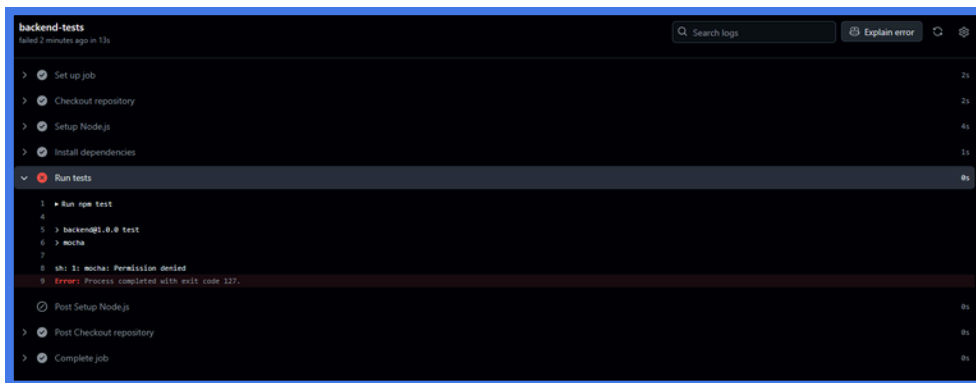 backend-tests
failed 2 minutes ago in 13s
Search logs
Explain error
Set up job 2s
Checkout repository 2s
Setup Node.js 4s
Install dependencies 1s
Run tests 0s
1 ▸ Run npm test
4
5 > backend@1.0.0 test
6 > mocha
7
8 sh: 1: mocha: Permission denied
9 Error: Process completed with exit code 127.
Post Setup Node.js 0s
Post Checkout repository 0s
Complete job 0s